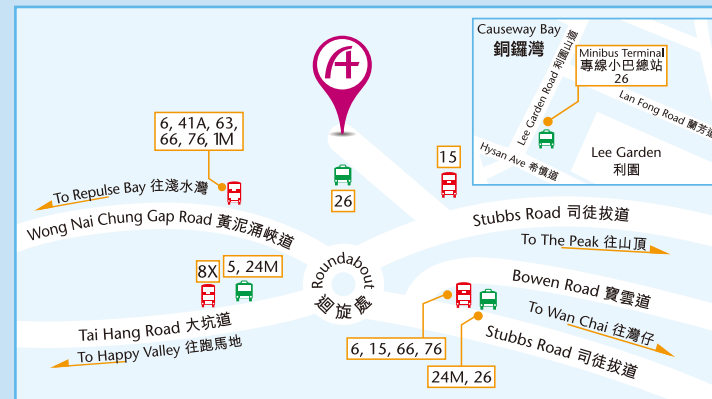 Causeway Bay
銅鑼灣
Minibus Terminal
專線小巴總站
26
Lee Garden Road 利園山道
Lan Fong Road 蘭芳道
Hysan Ave 希慎道
Lee Garden
利園
6, 41A, 63,
66, 76, 1M
15
26
To Repulse Bay 往淺水灣
Wong Nai Chung Gap Road 黃泥涌峽道
Stubbs Road 司徒拔道
To The Peak 往山頂
Roundabout
迴旋處
8X
5, 24M
Bowen Road 寶雲道
To Wan Chai 往灣仔
Tai Hang Road 大坑道
To Happy Valley 往跑馬地
Stubbs Road 司徒拔道
6, 15, 66, 76
24M, 26